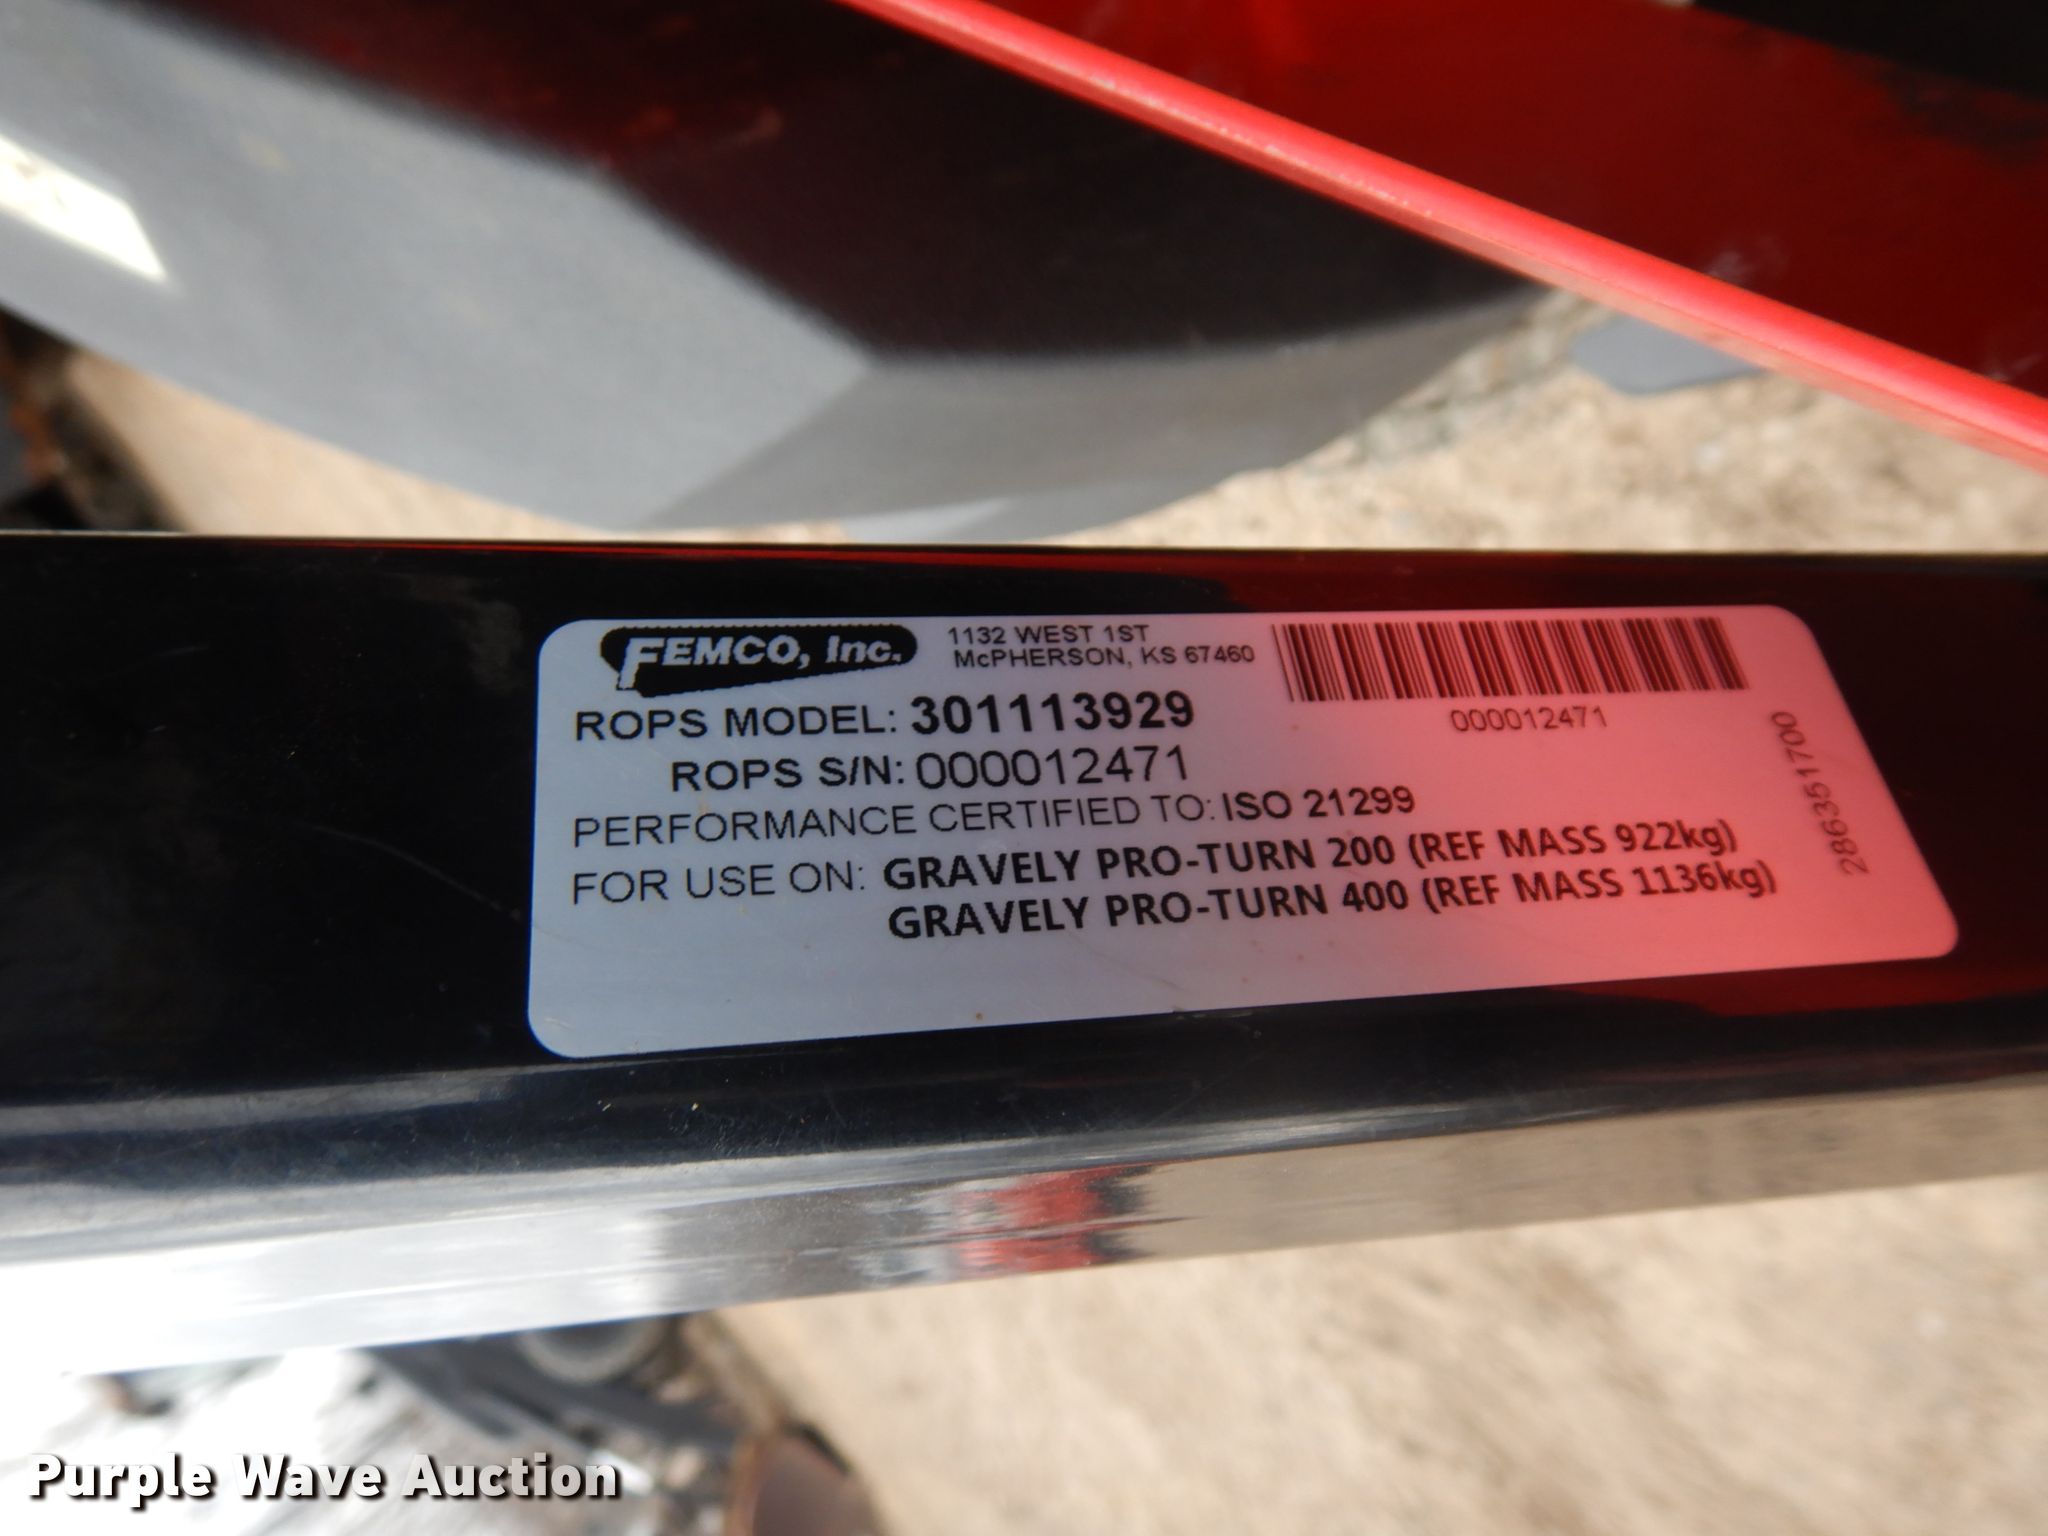 FEMCO, Inc.
1132 WEST 1ST
McPHERSON, KS 67460
000012471
ROPS MODEL: 301113929
ROPS S/N: 000012471
PERFORMANCE CERTIFIED TO: ISO 21299
FOR USE ON: GRAVELY PRO-TURN 200 (REF MASS 922kg)
GRAVELY PRO-TURN 400 (REF MASS 1136kg)
286351700
Purple Wave Auction